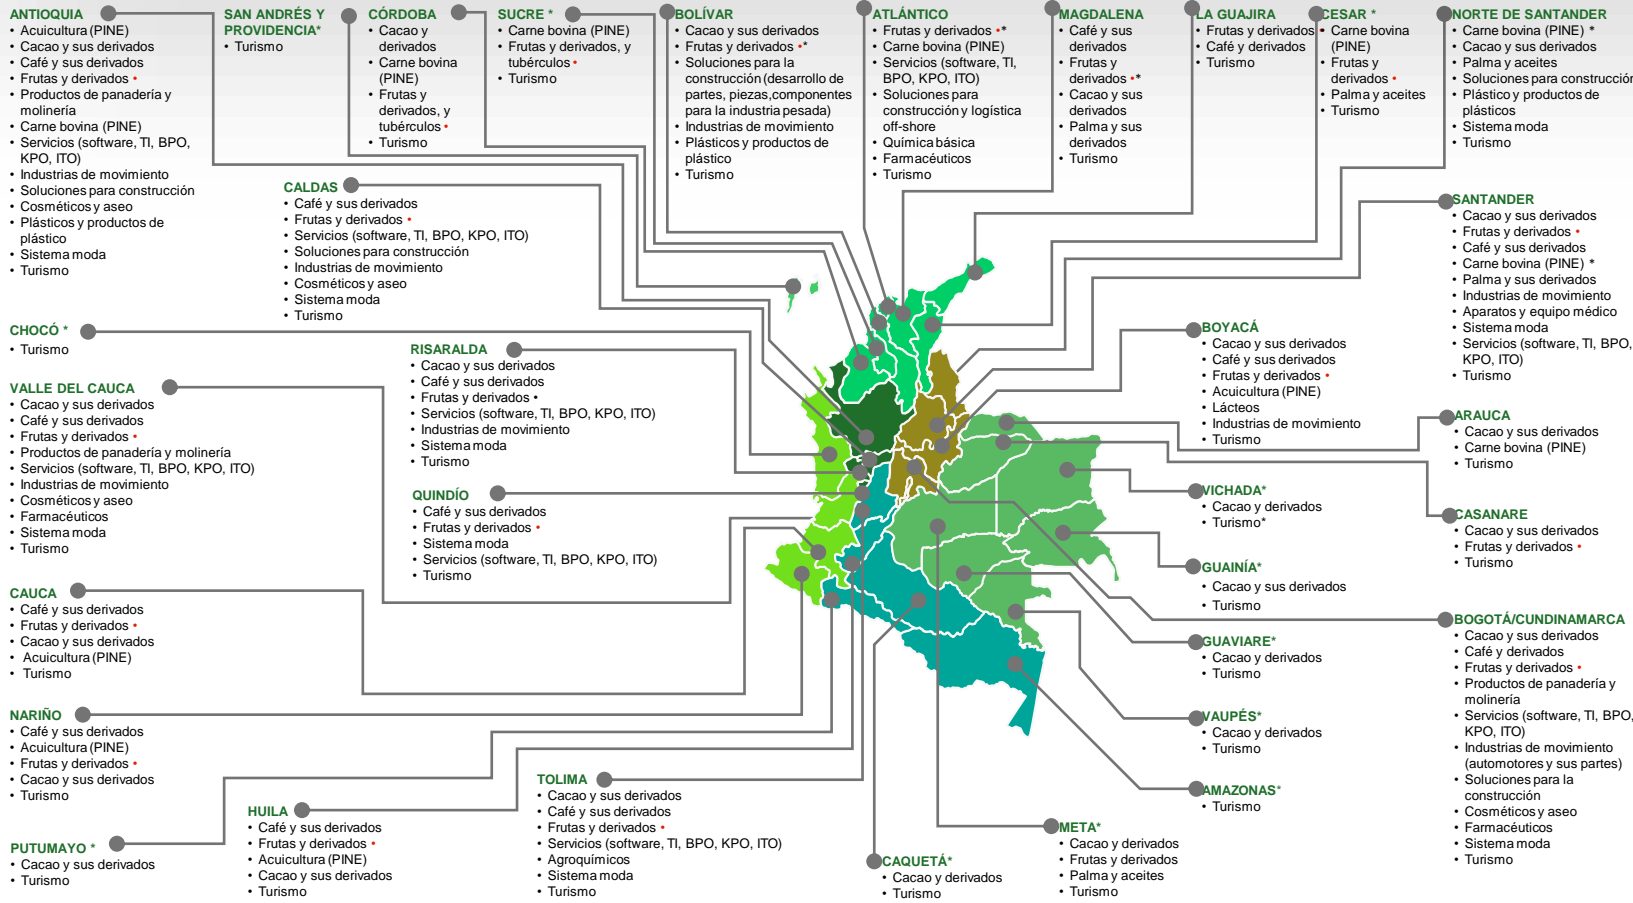 ANTIOQUIA
• Acuicultura (PINE)
• Cacao y sus derivados
• Café y sus derivados
• Frutas y derivados •
• Productos de panadería y
molinería
• Carne bovina (PINE)
• Servicios (software, TI, BPO,
KPO, ITO)
• Industrias de movimiento
• Soluciones para construcción
• Cosméticos y aseo
• Plásticos y productos de
plástico
• Sistema moda
• Turismo
SAN ANDRÉS Y
PROVIDENCIA*
• Turismo
CÓRDOBA
• Cacao y
derivados
• Carne bovina
(PINE)
• Frutas y
derivados, y
tubérculos •
• Turismo
SUCRE *
• Carne bovina (PINE)
• Frutas y derivados, y
tubérculos •
• Turismo
BOLÍVAR
• Cacao y sus derivados
• Frutas y derivados •*
• Soluciones para la
construcción (desarrollo de
partes, piezas,componentes
para la industria pesada)
• Industrias de movimiento
• Plásticos y productos de
plástico
• Turismo
ATLÁNTICO
• Frutas y derivados •*
• Carne bovina (PINE)
• Servicios (software, TI,
BPO, KPO, ITO)
• Soluciones para
construcción y logística
off-shore
• Química básica
• Farmacéuticos
• Turismo
MAGDALENA
• Café y sus
derivados
• Frutas y
derivados •*
• Cacao y sus
derivados
• Palma y sus
derivados
• Turismo
LA GUAJIRA
• Frutas y derivados •
• Café y derivados
• Turismo
CESAR *
• Carne bovina
(PINE)
• Frutas y
derivados •
• Palma y aceites
• Turismo
NORTE DE SANTANDER
• Carne bovina (PINE) *
• Cacao y sus derivados
• Palma y aceites
• Soluciones para construcción
• Plástico y productos de
plásticos
• Sistema moda
• Turismo
CALDAS
• Café y sus derivados
• Frutas y derivados •
• Servicios (software, TI, BPO, KPO, ITO)
• Soluciones para construcción
• Industrias de movimiento
• Cosméticos y aseo
• Sistema moda
• Turismo
SANTANDER
• Cacao y sus derivados
• Frutas y derivados •
• Café y sus derivados
• Carne bovina (PINE) *
• Palma y sus derivados
• Industrias de movimiento
• Aparatos y equipo médico
• Sistema moda
• Servicios (software, TI, BPO,
KPO, ITO)
• Turismo
CHOCÓ *
• Turismo
RISARALDA
• Cacao y sus derivados
• Café y sus derivados
• Frutas y derivados •
• Servicios (software, TI, BPO, KPO, ITO)
• Industrias de movimiento
• Sistema moda
• Turismo
BOYACÁ
• Cacao y sus derivados
• Café y sus derivados
• Frutas y derivados •
• Acuicultura (PINE)
• Lácteos
• Industrias de movimiento
• Turismo
VALLE DEL CAUCA
• Cacao y sus derivados
• Café y sus derivados
• Frutas y derivados •
• Productos de panadería y molinería
• Servicios (software, TI, BPO, KPO, ITO)
• Industrias de movimiento
• Cosméticos y aseo
• Farmacéuticos
• Sistema moda
• Turismo
ARAUCA
• Cacao y sus derivados
• Carne bovina (PINE)
• Turismo
QUINDÍO
• Café y sus derivados
• Frutas y derivados •
• Sistema moda
• Servicios (software, TI, BPO, KPO, ITO)
• Turismo
VICHADA*
• Cacao y derivados
• Turismo*
CASANARE
• Cacao y sus derivados
• Frutas y derivados •
• Turismo
GUAINÍA*
• Cacao y sus derivados
• Turismo
CAUCA
• Café y sus derivados
• Frutas y derivados •
• Cacao y sus derivados
• Acuicultura (PINE)
• Turismo
GUAVIARE*
• Cacao y derivados
• Turismo
BOGOTÁ/CUNDINAMARCA
• Cacao y sus derivados
• Café y derivados
• Frutas y derivados •
• Productos de panadería y
molinería
• Servicios (software, TI, BPO,
KPO, ITO)
• Industrias de movimiento
(automotores y sus partes)
• Soluciones para la
construcción
• Cosméticos y aseo
• Farmacéuticos
• Sistema moda
• Turismo
NARIÑO
• Café y sus derivados
• Acuicultura (PINE)
• Frutas y derivados •
• Cacao y sus derivados
• Turismo
VAUPÉS*
• Cacao y derivados
• Turismo
TOLIMA
• Cacao y sus derivados
• Café y sus derivados
• Frutas y derivados •
• Servicios (software, TI, BPO, KPO, ITO)
• Agroquímicos
• Sistema moda
• Turismo
AMAZONAS*
• Turismo
HUILA
• Café y sus derivados
• Frutas y derivados •
• Acuicultura (PINE)
• Cacao y sus derivados
• Turismo
META*
• Cacao y derivados
• Frutas y derivados
• Palma y aceites
• Turismo
PUTUMAYO *
• Cacao y sus derivados
• Turismo
CAQUETÁ*
• Cacao y derivados
• Turismo